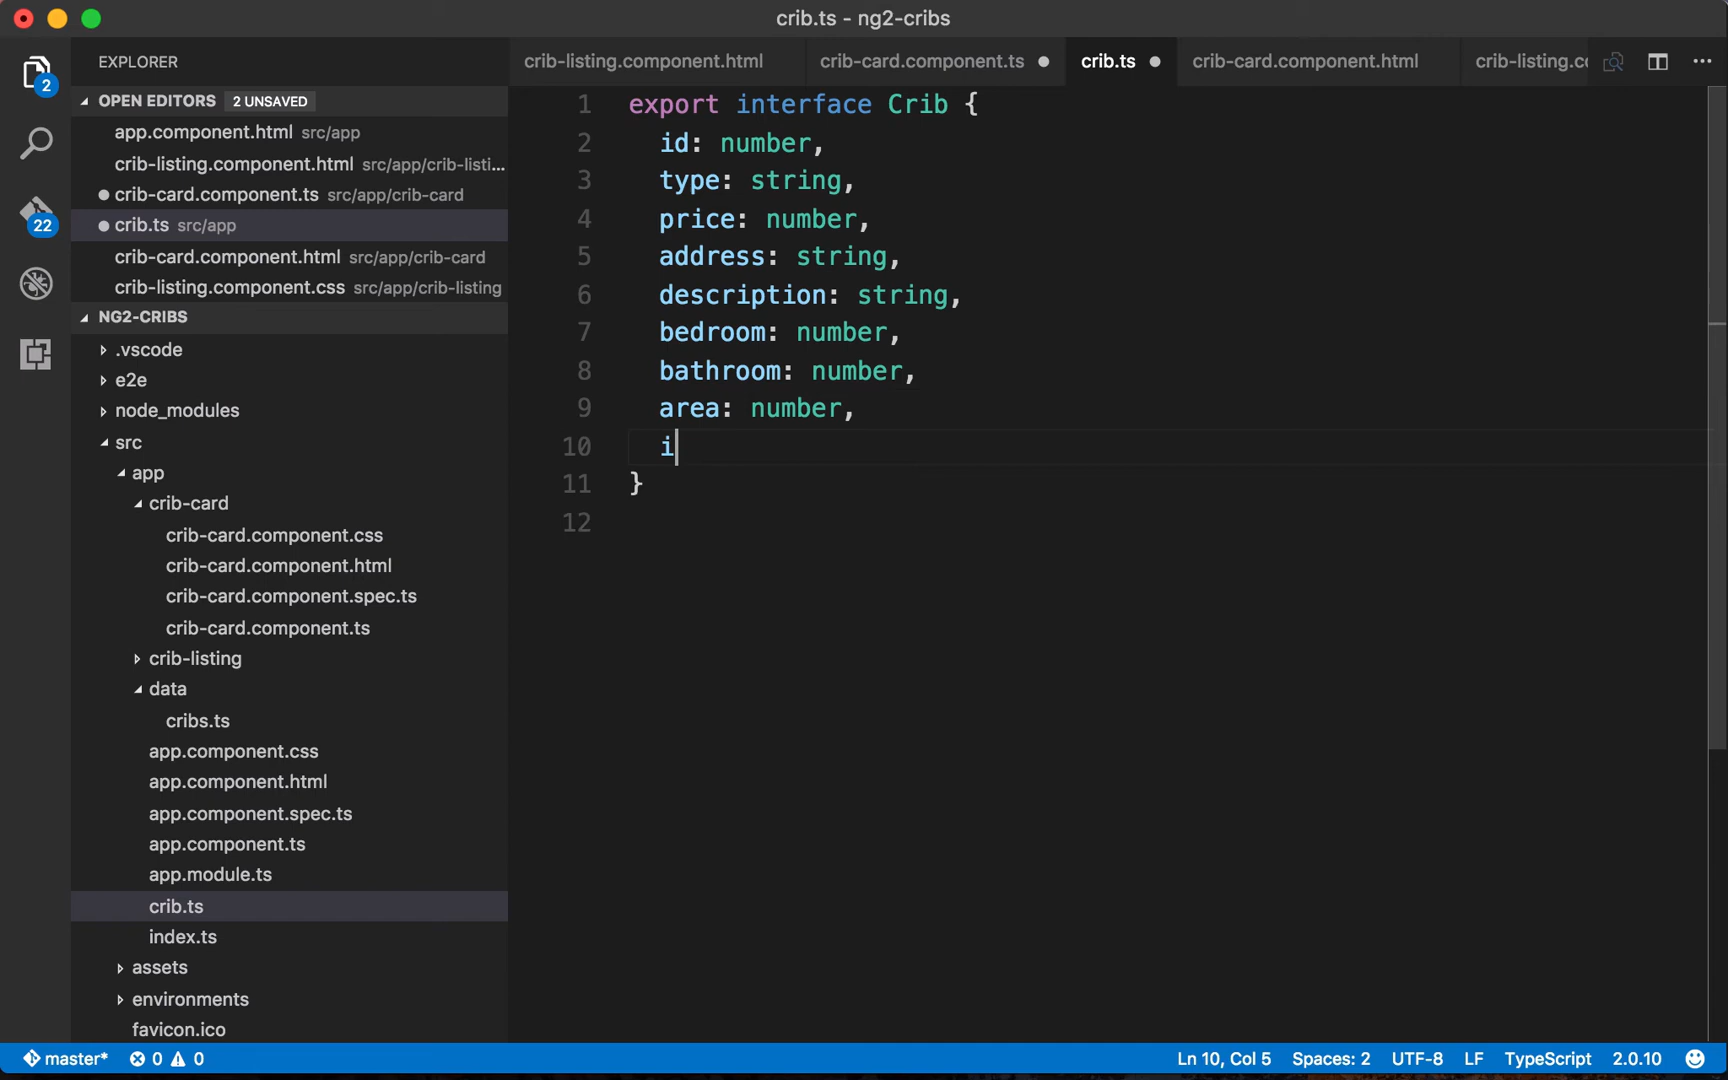 crib.ts - ng2-cribs
EXPLORER
OPEN EDITORS 2 UNSAVED
app.component.html src/app
crib-listing.component.html src/app/crib-listi...
crib-card.component.ts src/app/crib-card
crib.ts src/app
crib-card.component.html src/app/crib-card
crib-listing.component.css src/app/crib-listing
NG2-CRIBS
.vscode
e2e
node_modules
src
app
crib-card
crib-card.component.css
crib-card.component.html
crib-card.component.spec.ts
crib-card.component.ts
crib-listing
data
cribs.ts
app.component.css
app.component.html
app.component.spec.ts
app.component.ts
app.module.ts
crib.ts
index.ts
assets
environments
favicon.ico
2
22
crib-listing.component.html crib-card.component.ts crib.ts crib-card.component.html crib-listing.co
1 export interface Crib {
2 id: number,
3 type: string,
4 price: number,
5 address: string,
6 description: string,
7 bedroom: number,
8 bathroom: number,
9 area: number,
10 i
11 }
12
master* 0 0 Ln 10, Col 5 Spaces: 2 UTF-8 LF TypeScript 2.0.10